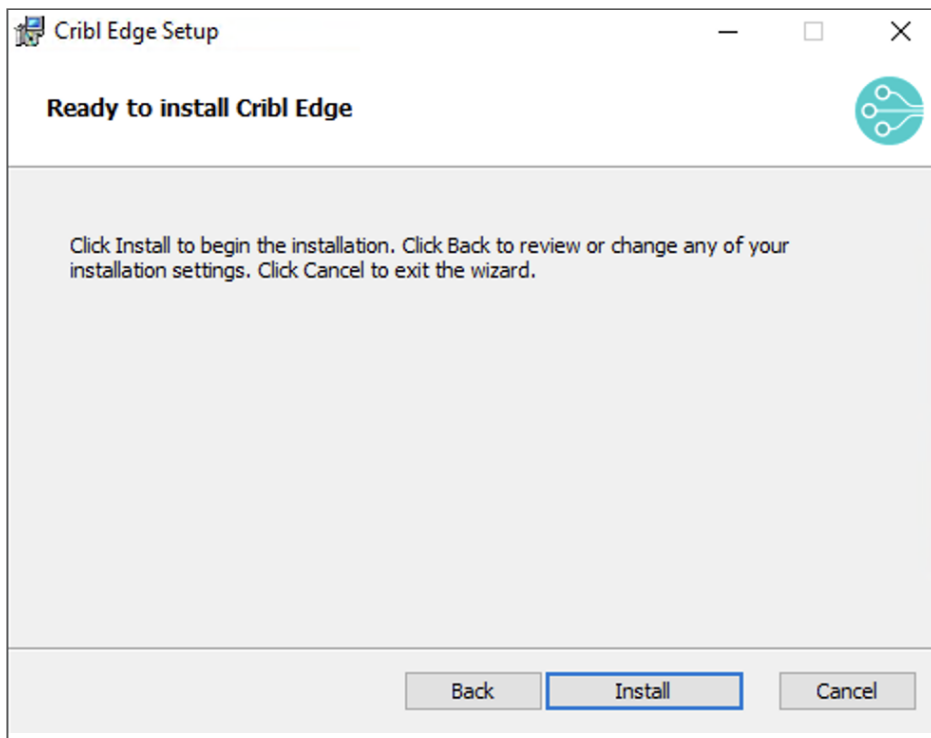 Cribl Edge Setup
Ready to install Cribl Edge
Click Install to begin the installation. Click Back to review or change any of your
installation settings. Click Cancel to exit the wizard.
Back
Install
Cancel